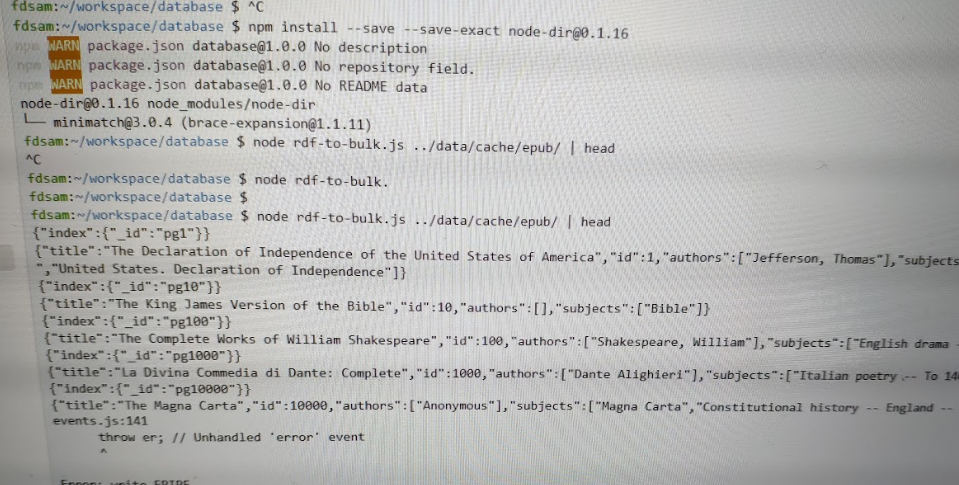 fdsam:~/workspace/database $ ^C
fdsam:~/workspace/database $ npm install --save --save-exact node-dir@0.1.16
npm WARN package.json database@1.0.0 No description
npm WARN package.json database@1.0.0 No repository field.
npm WARN package.json database@1.0.0 No README data
node-dir@0.1.16 node_modules/node-dir
└── minimatch@3.0.4 (brace-expansion@1.1.11)
fdsam:~/workspace/database $ node rdf-to-bulk.js ../data/cache/epub/ | head
^C
fdsam:~/workspace/database $ node rdf-to-bulk.
fdsam:~/workspace/database $
fdsam:~/workspace/database $ node rdf-to-bulk.js ../data/cache/epub/ | head
{"index":{"_id":"pg1"}}
{"title":"The Declaration of Independence of the United States of America","id":1,"authors":["Jefferson, Thomas"],"subjects
","United States. Declaration of Independence"]}
{"index":{"_id":"pg10"}}
{"title":"The King James Version of the Bible","id":10,"authors":[],"subjects":["Bible"]}
{"index":{"_id":"pg100"}}
{"title":"The Complete Works of William Shakespeare","id":100,"authors":["Shakespeare, William"],"subjects":["English drama -
{"index":{"_id":"pg1000"}}
{"title":"La Divina Commedia di Dante: Complete","id":1000,"authors":["Dante Alighieri"],"subjects":["Italian poetry -- To 14
{"index":{"_id":"pg10000"}}
{"title":"The Magna Carta","id":10000,"authors":["Anonymous"],"subjects":["Magna Carta","Constitutional history -- England --
events.js:141
throw er; // Unhandled 'error' event
^
Error: write EPIPE